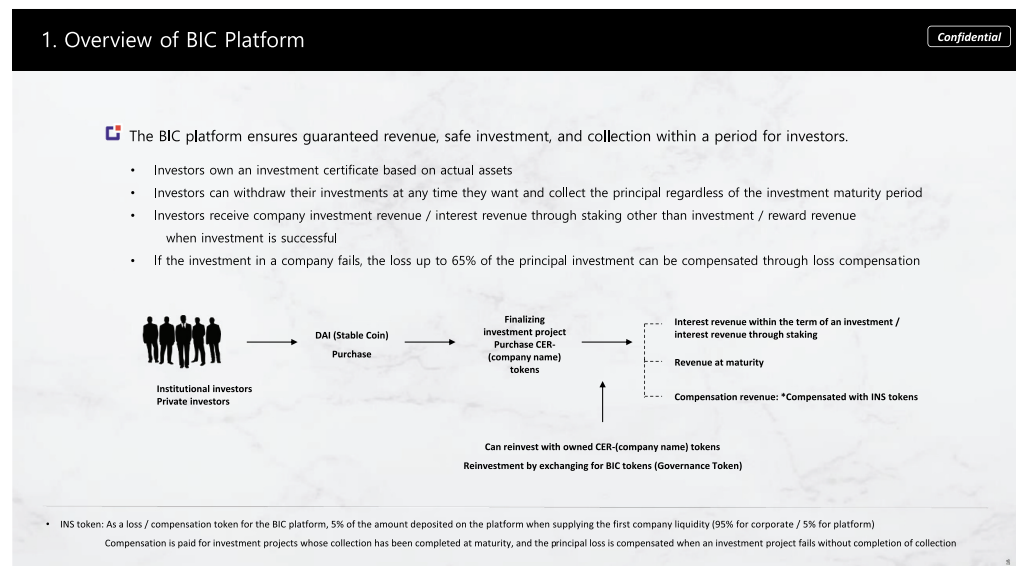 1. Overview of BIC Platform
Confidential
The BIC platform ensures guaranteed revenue, safe investment, and collection within a period for investors.
• Investors own an investment certificate based on actual assets
• Investors can withdraw their investments at any time they want and collect the principal regardless of the investment maturity period
• Investors receive company investment revenue / interest revenue through staking other than investment / reward revenue
when investment is successful
• If the investment in a company fails, the loss up to 65% of the principal investment can be compensated through loss compensation
Institutional investors
Private investors
DAI (Stable Coin)
Purchase
Finalizing
investment project
Purchase CER-
(company name)
tokens
Interest revenue within the term of an investment /
interest revenue through staking
Revenue at maturity
Compensation revenue: *Compensated with INS tokens
Can reinvest with owned CER-(company name) tokens
Reinvestment by exchanging for BIC tokens (Governance Token)
• INS token: As a loss / compensation token for the BIC platform, 5% of the amount deposited on the platform when supplying the first company liquidity (95% for corporate / 5% for platform)
Compensation is paid for investment projects whose collection has been completed at maturity, and the principal loss is compensated when an investment project fails without completion of collection